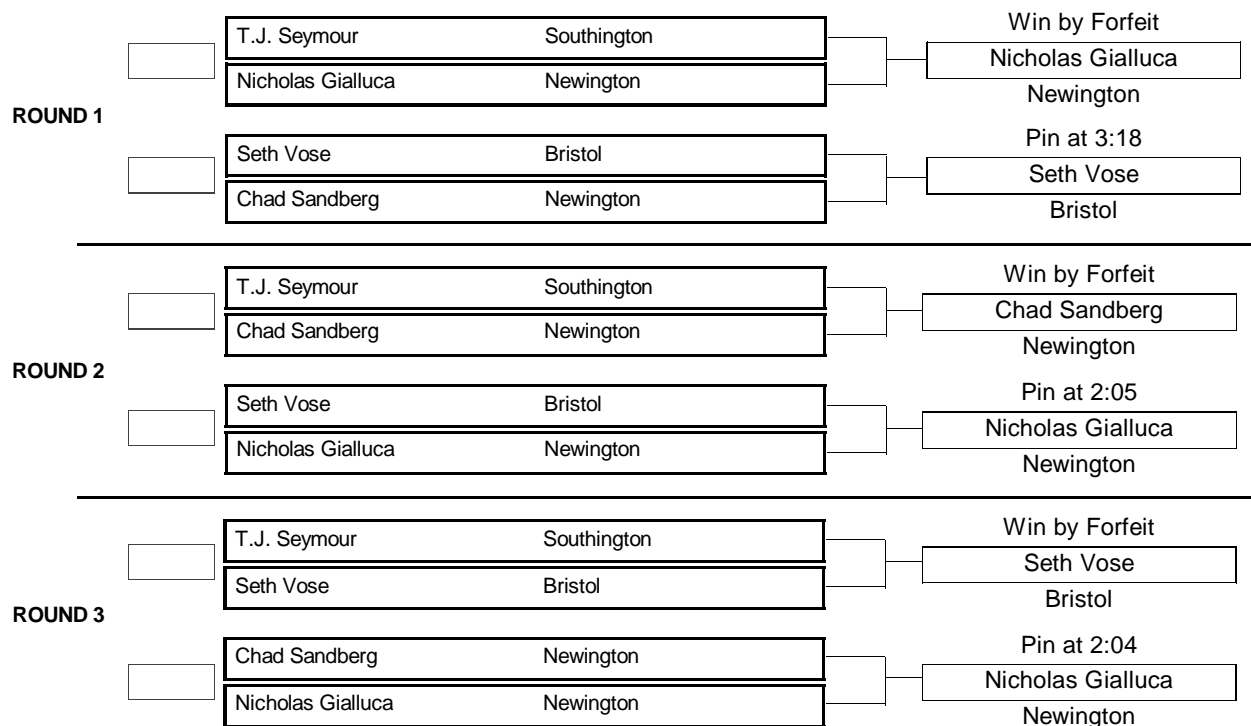 Win by Forfeit
T.J. Seymour Southington
Nicholas Gialluca
Nicholas Gialluca Newington
Newington
ROUND 1
Pin at 3:18
Seth Vose Bristol
Seth Vose
Chad Sandberg Newington
Bristol
Win by Forfeit
T.J. Seymour Southington
Chad Sandberg
Chad Sandberg Newington
Newington
ROUND 2
Pin at 2:05
Seth Vose Bristol
Nicholas Gialluca
Nicholas Gialluca Newington
Newington
Win by Forfeit
T.J. Seymour Southington
Seth Vose
Seth Vose Bristol
Bristol
ROUND 3
Pin at 2:04
Chad Sandberg Newington
Nicholas Gialluca
Nicholas Gialluca Newington
Newington